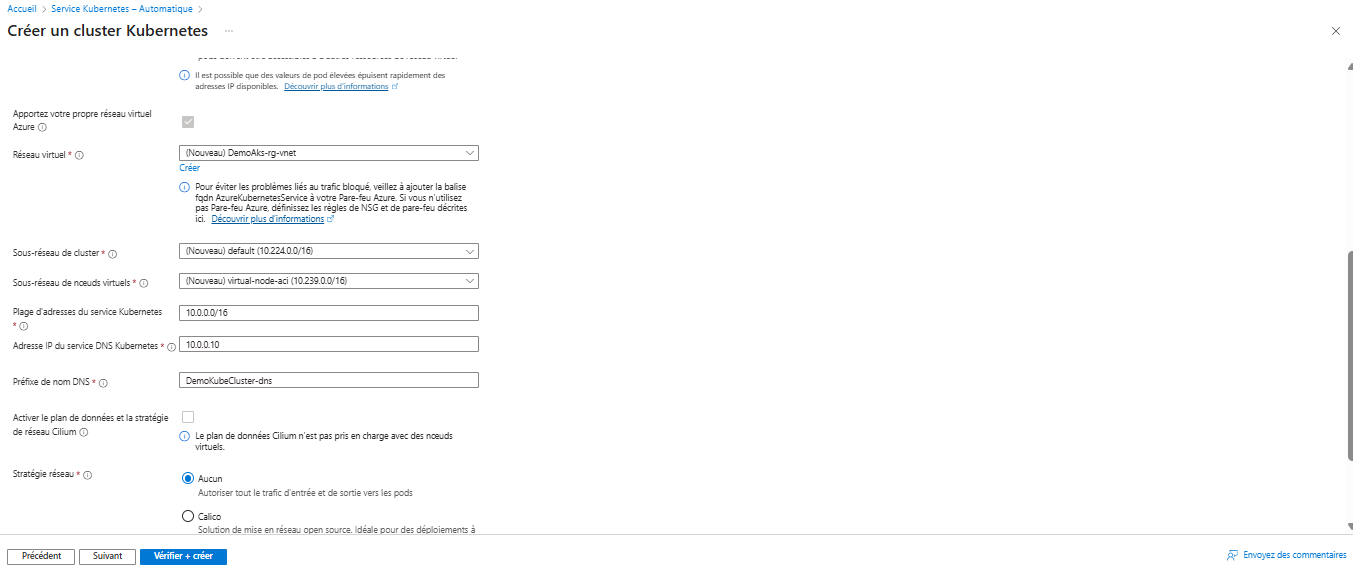 Accueil > Service Kubernetes – Automatique >
Créer un cluster Kubernetes ...
Il est possible que des valeurs de pod élevées épuisent rapidement des
adresses IP disponibles. Découvrir plus d'informations
Apportez votre propre réseau virtuel
Azure
Réseau virtuel *
(Nouveau) DemoAks-rg-vnet
Créer
Pour éviter les problèmes liés au trafic bloqué, veillez à ajouter la balise
fqdn AzureKubernetesService à votre Pare-feu Azure. Si vous n'utilisez
pas Pare-feu Azure, définissez les règles de NSG et de pare-feu décrites
ici. Découvrir plus d'informations
Sous-réseau de cluster *
(Nouveau) default (10.224.0.0/16)
Sous-réseau de nœuds virtuels *
(Nouveau) virtual-node-aci (10.239.0.0/16)
Plage d'adresses du service Kubernetes
*
10.0.0.0/16
Adresse IP du service DNS Kubernetes *
10.0.0.10
Préfixe de nom DNS *
DemoKubeCluster-dns
Activer le plan de données et la stratégie
de réseau Cilium
Le plan de données Cilium n'est pas pris en charge avec des nœuds
virtuels.
Stratégie réseau *
Aucun
Autoriser tout le trafic d'entrée et de sortie vers les pods
Calico
Solution de mise en réseau open source. Idéale pour des déploiements à
Précédent
Suivant
Vérifier + créer
Envoyez des commentaires